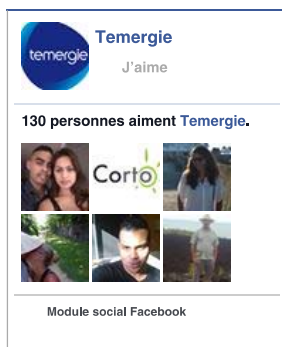 temergie
Temergie
J'aime
130 personnes aiment Temergie.
Corto
Module social Facebook